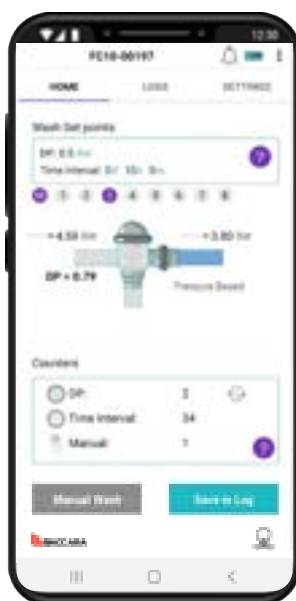 12:30
FC10-00197
HOME LOGS SETTINGS
Wash Set points
DP: 0.5 Bar
Time Interval:
M 1 2 3 4 5 6 7 8
DP = 0.79
Pressure Based
Counters
DP: 2
Time Interval: 34
Manual: 1
Manual Wash Save to Log
BACCARA